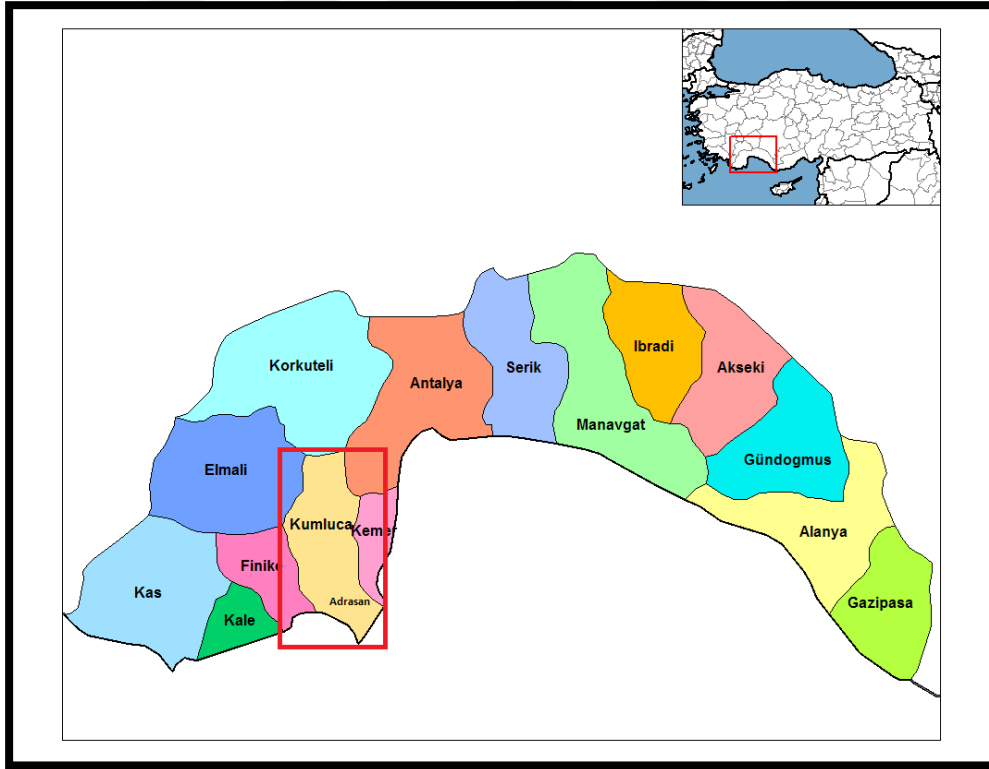 Korkuteli
Antalya
Serik
Ibradi
Akseki
Manavgat
Gündogmus
Elmali
Kumluca
Kemer
Alanya
Finike
Kas
Kale
Adrasan
Gazipasa